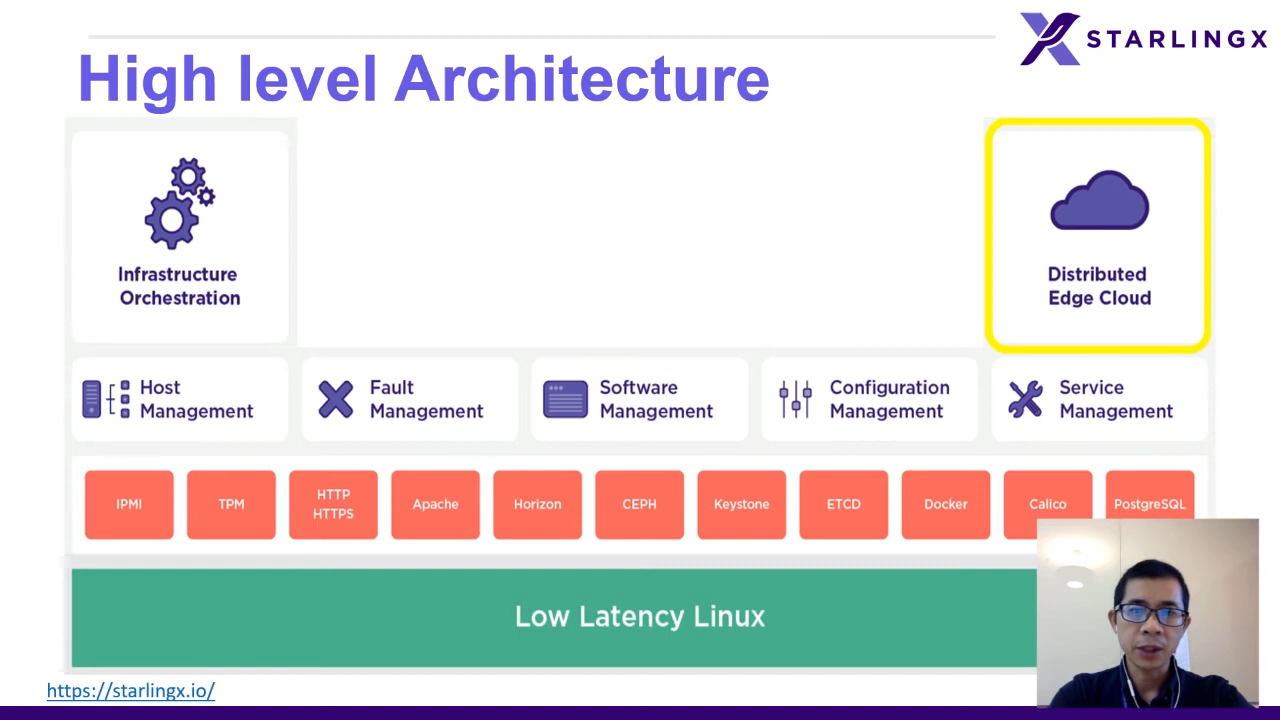 STARLINGX
High level Architecture
Infrastructure
Orchestration
Distributed
Edge Cloud
Host
Management
Fault
Management
Software
Management
Configuration
Management
Service
Management
IPMI
TPM
HTTP
HTTPS
Apache
Horizon
CEPH
Keystone
ETCD
Docker
Calico
PostgreSQL
Low Latency Linux
https://starlingx.io/